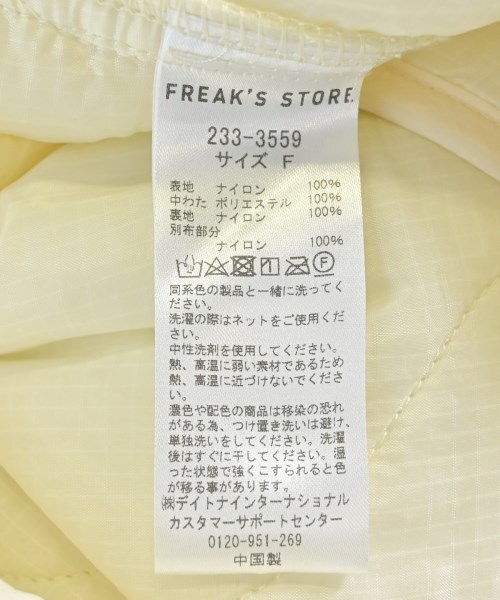 FREAK'S STORE.
233-3559
サイズ F
表地 ナイロン 100%
中わた ポリエステル 100%
裏地 ナイロン 100%
別布部分
ナイロン 100%
同系色の製品と一緒に洗ってく
ださい。
洗濯の際はネットをご使用くだ
さい。
中性洗剤を使用してください。
熱、高温に弱い素材であるため
熱、高温に近づけないでくださ
い。
濃色や配色の商品は移染の恐れ
がある為、つけ置き洗いは避け、
単独洗いをしてください。洗濯
後はすぐに干してください。湿
った状態で強くこすられると色
が移る事があります。
㈱デイトナインターナショナル
カスタマーサポートセンター
0120-951-269
中国製